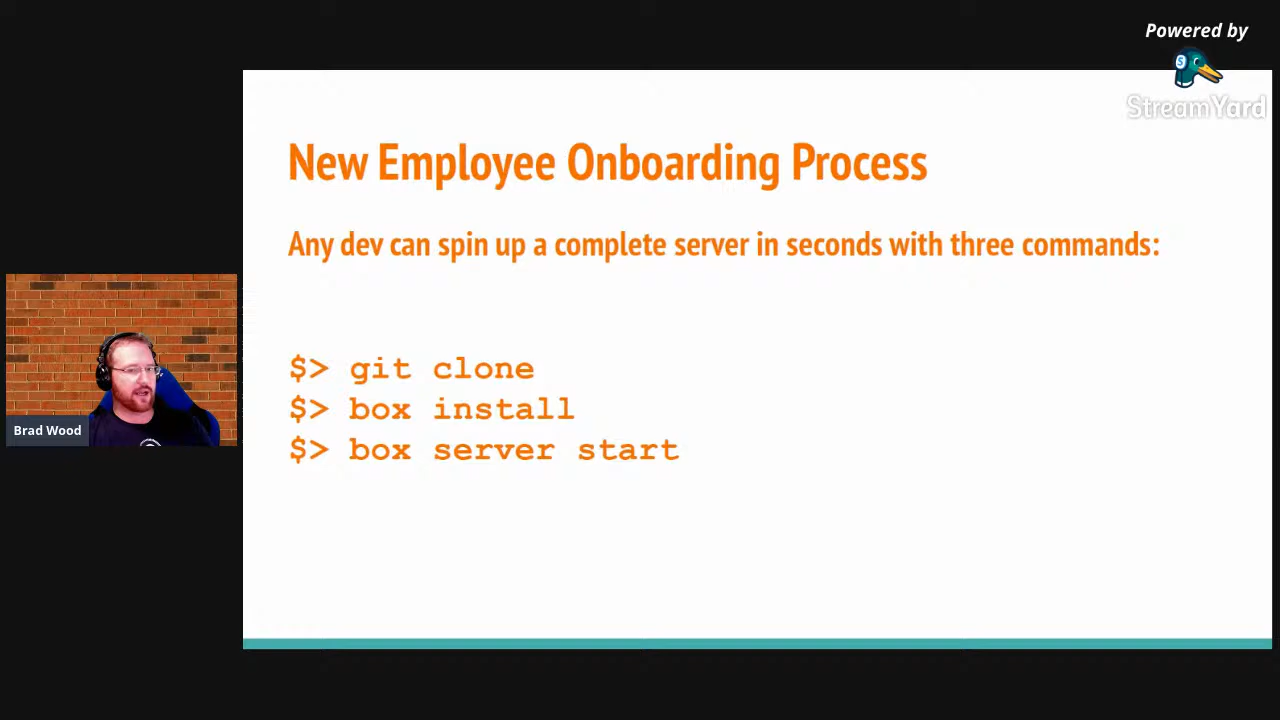 Powered by
StreamYard
New Employee Onboarding Process
Any dev can spin up a complete server in seconds with three commands:
$> git clone
$> box install
$> box server start
Brad Wood